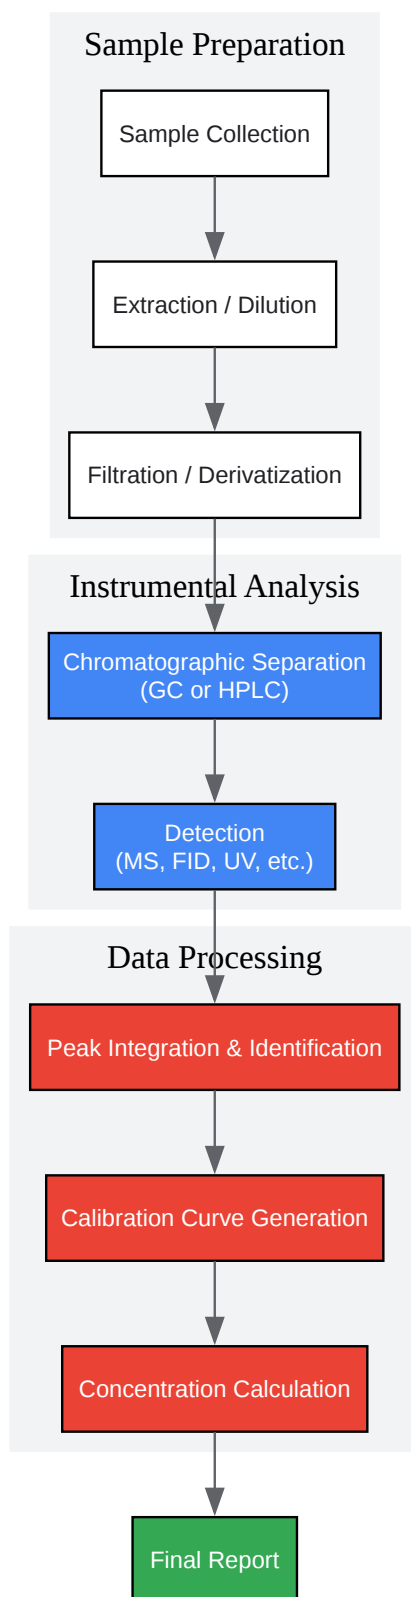 Sample Preparation
Sample Collection
Extraction / Dilution
Filtration / Derivatization
Instrumental Analysis
Chromatographic Separation
(GC or HPLC)
Detection
(MS, FID, UV, etc.)
Data Processing
Peak Integration & Identification
Calibration Curve Generation
Concentration Calculation
Final Report